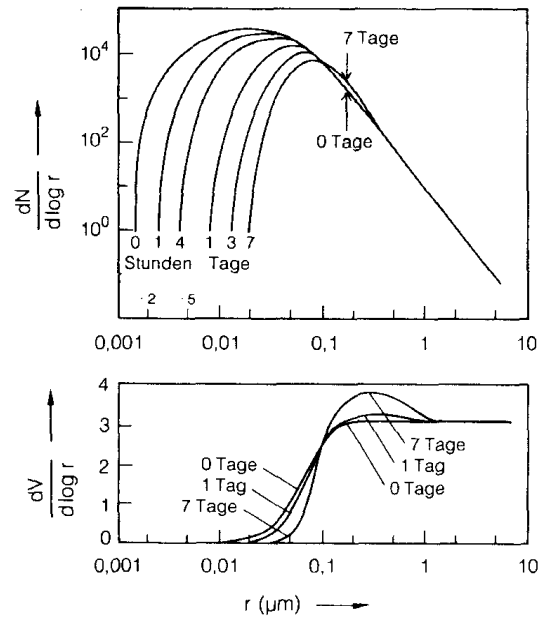 10⁴
10²
10⁰
dN
dlog r
7 Tage
0 Tage
0 1 4 1 3 7
Stunden Tage
2 5
0,001 0,01 0,1 1 10
4
3
2
1
0
dV
dlog r
0 Tage
1 Tag
7 Tage
7 Tage
1 Tag
0 Tage
0,001 0,01 0,1 1 10
r (µm)